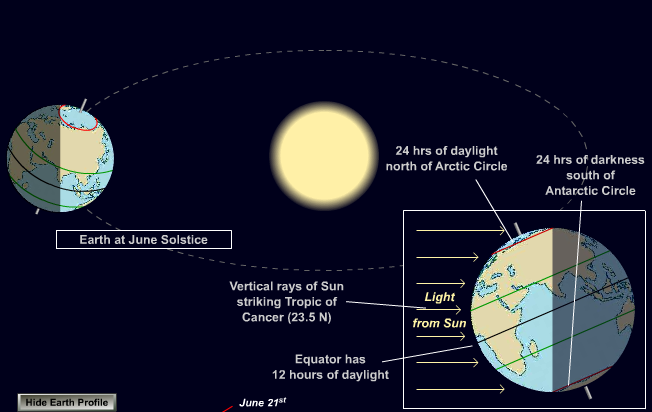 24 hrs of daylight
north of Arctic Circle
24 hrs of darkness
south of
Antarctic Circle
Earth at June Solstice
Vertical rays of Sun
striking Tropic of
Cancer (23.5 N)
Light
from Sun
Equator has
12 hours of daylight
Hide Earth Profile
June 21st